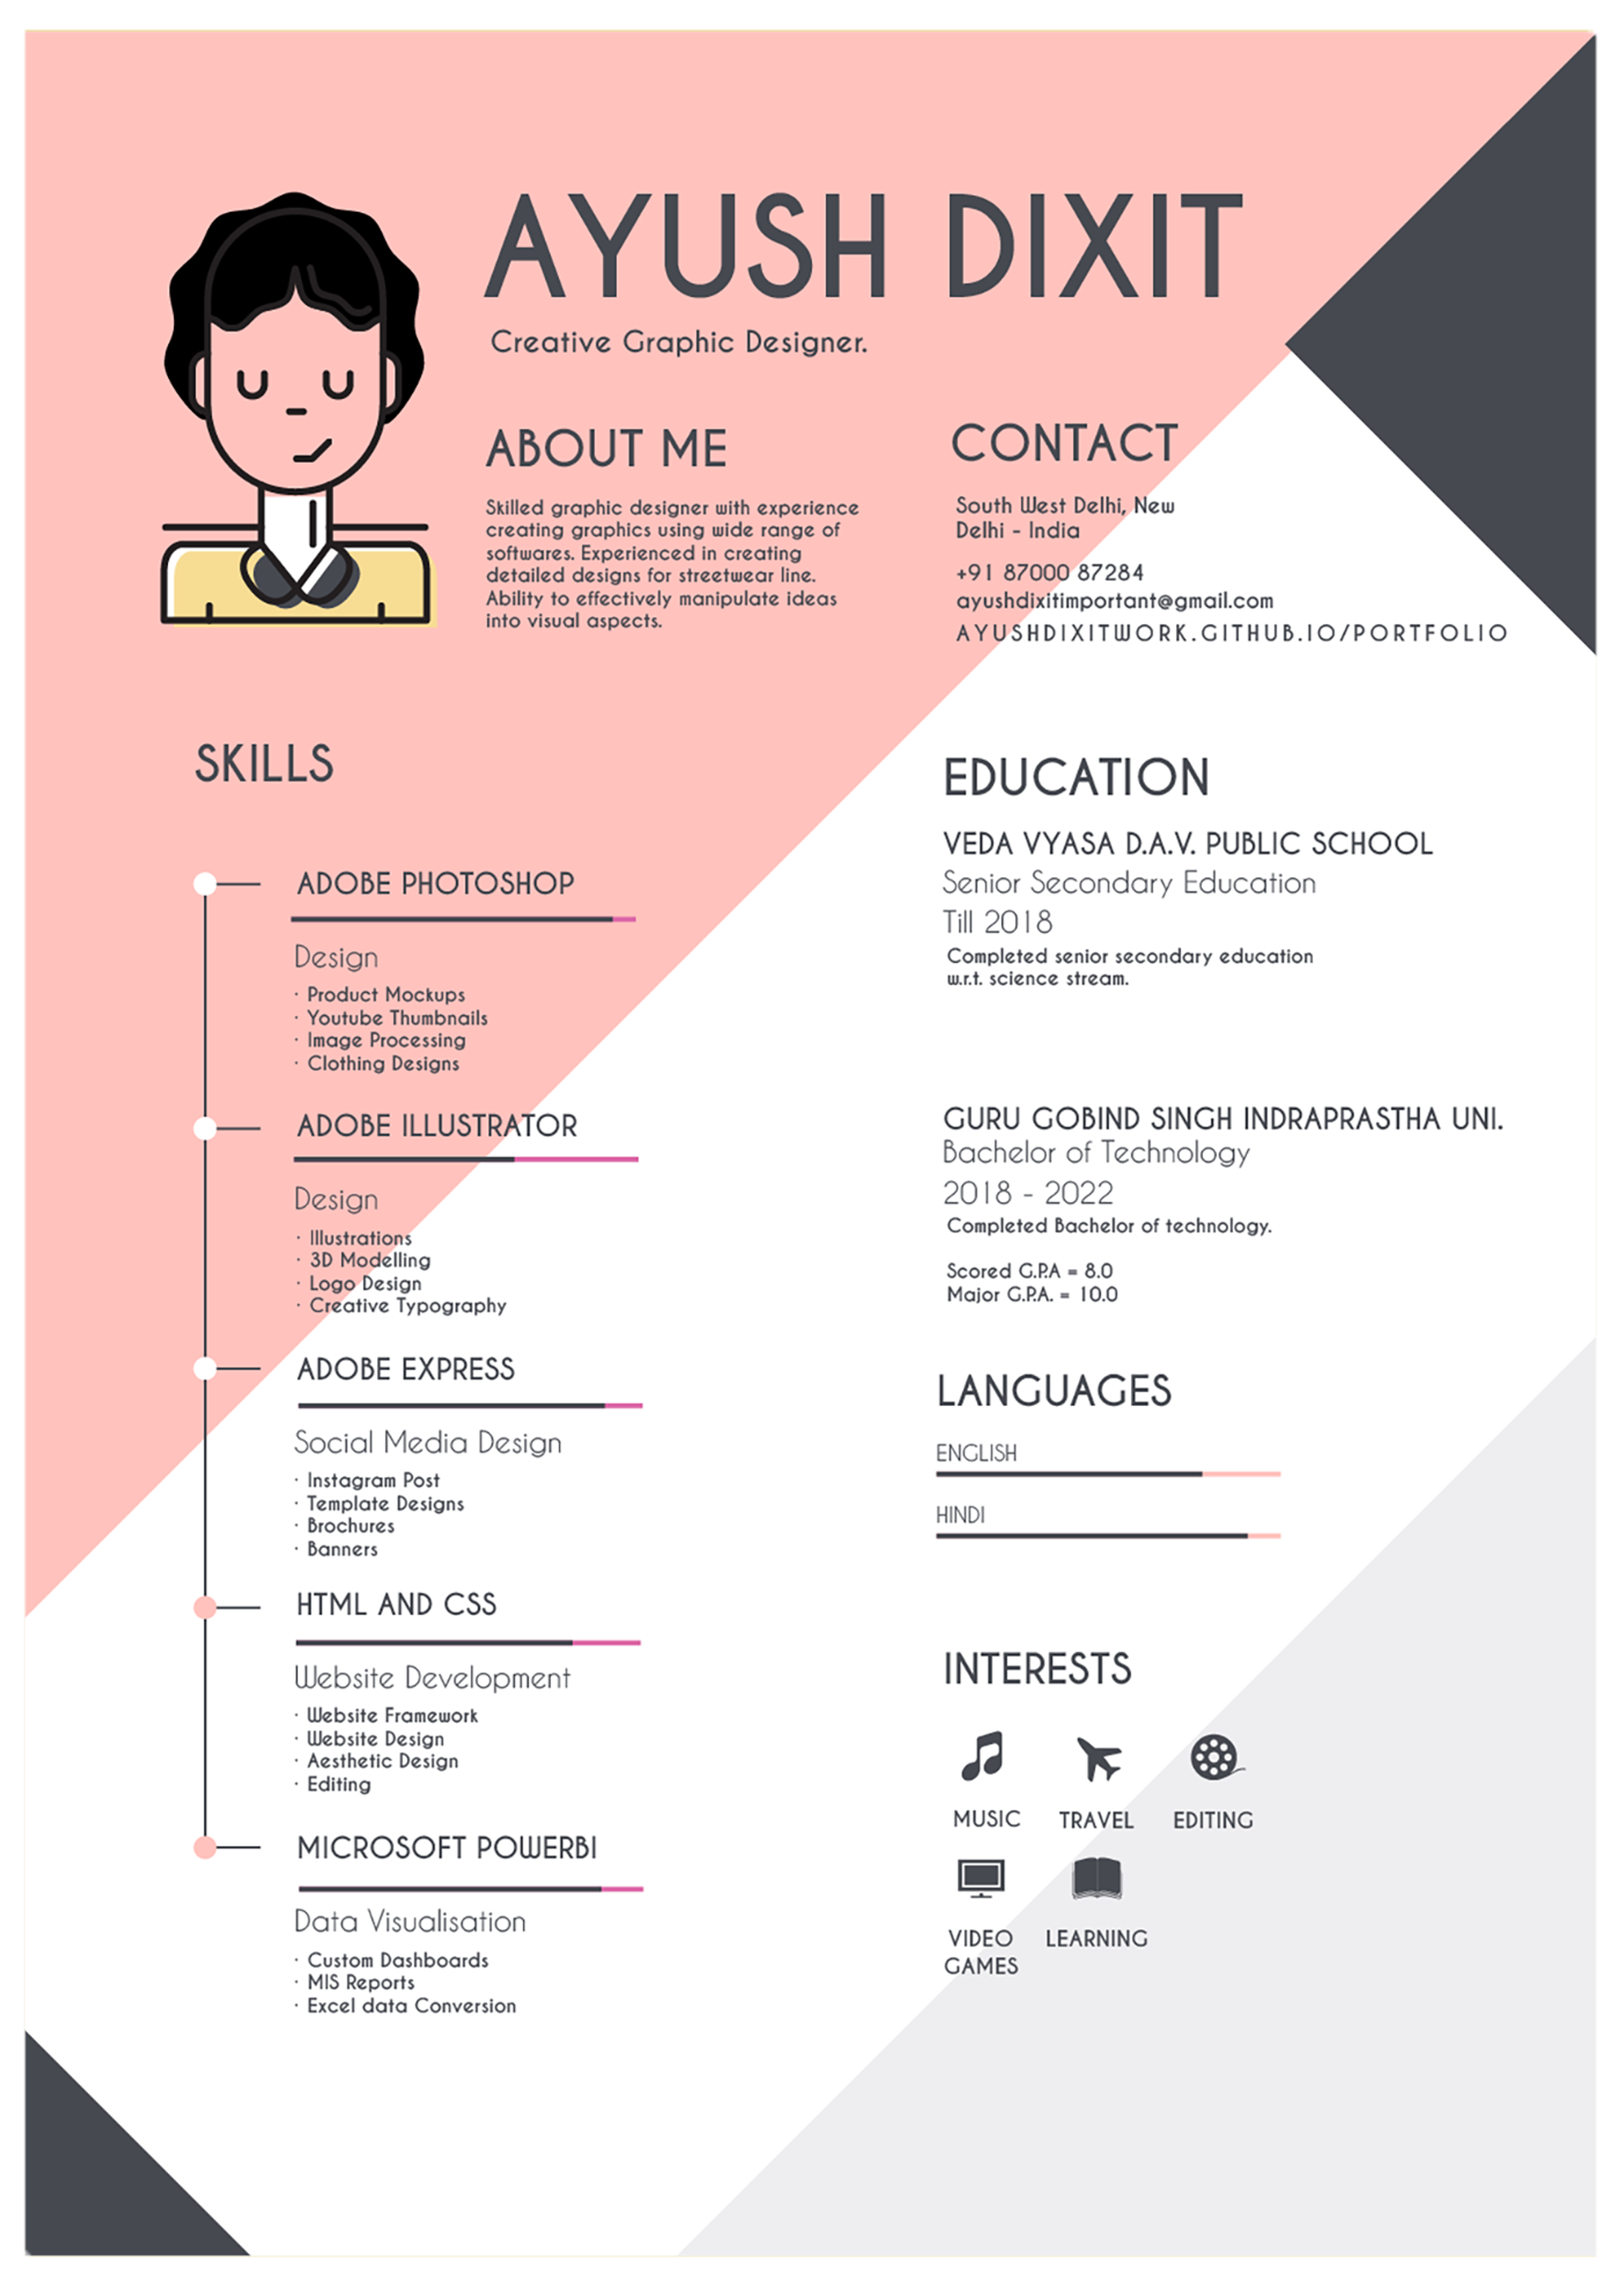 AYUSH DIXIT
Creative Graphic Designer.
ABOUT ME
Skilled graphic designer with experience
creating graphics using wide range of
softwares. Experienced in creating
detailed designs for streetwear line.
Ability to effectively manipulate ideas
into visual aspects.
CONTACT
South West Delhi, New
Delhi - India
+91 87000 87284
ayushdixitimportant@gmail.com
AYUSHDIXITWORK.GITHUB.IO/PORTFOLIO
SKILLS
ADOBE PHOTOSHOP
Design
· Product Mockups
· Youtube Thumbnails
· Image Processing
· Clothing Designs
ADOBE ILLUSTRATOR
Design
· Illustrations
· 3D Modelling
· Logo Design
· Creative Typography
ADOBE EXPRESS
Social Media Design
· Instagram Post
· Template Designs
· Brochures
· Banners
HTML AND CSS
Website Development
· Website Framework
· Website Design
· Aesthetic Design
· Editing
MICROSOFT POWERBI
Data Visualisation
· Custom Dashboards
· MIS Reports
· Excel data Conversion
EDUCATION
VEDA VYASA D.A.V. PUBLIC SCHOOL
Senior Secondary Education
Till 2018
Completed senior secondary education
w.r.t. science stream.
GURU GOBIND SINGH INDRAPRASTHA UNI.
Bachelor of Technology
2018 - 2022
Completed Bachelor of technology.
Scored G.P.A = 8.0
Major G.P.A. = 10.0
LANGUAGES
ENGLISH
HINDI
INTERESTS
MUSIC TRAVEL EDITING
VIDEO LEARNING
GAMES